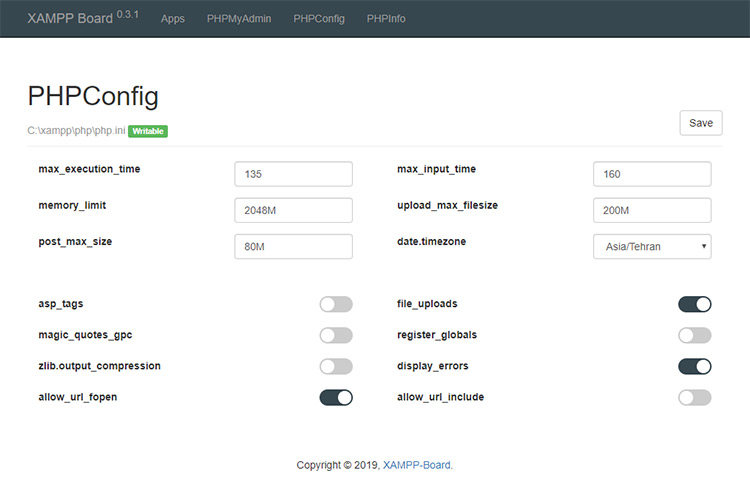 XAMPP Board 0.3.1 Apps PHPMyAdmin PHPConfig PHPInfo
PHPConfig
C:\xampp\php\php.ini Writable
Save
max_execution_time 135 max_input_time 160
memory_limit 2048M upload_max_filesize 200M
post_max_size 80M date.timezone Asia/Tehran
asp_tags file_uploads
magic_quotes_gpc register_globals
zlib.output_compression display_errors
allow_url_fopen allow_url_include
Copyright © 2019, XAMPP-Board.